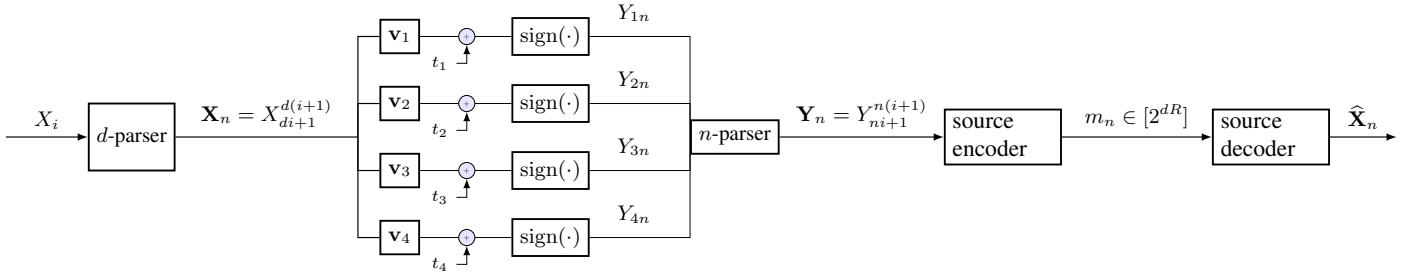 X_i
d-parser
𝐗_n = X_{di+1}^{d(i+1)}
𝐯_1
t_1
sign(·)
Y_{1n}
𝐯_2
t_2
sign(·)
Y_{2n}
𝐯_3
t_3
sign(·)
Y_{3n}
𝐯_4
t_4
sign(·)
Y_{4n}
n-parser
𝐘_n = Y_{ni+1}^{n(i+1)}
source
encoder
m_n ∈ [2^{dR}]
source
decoder
\widehat{𝐗}_n